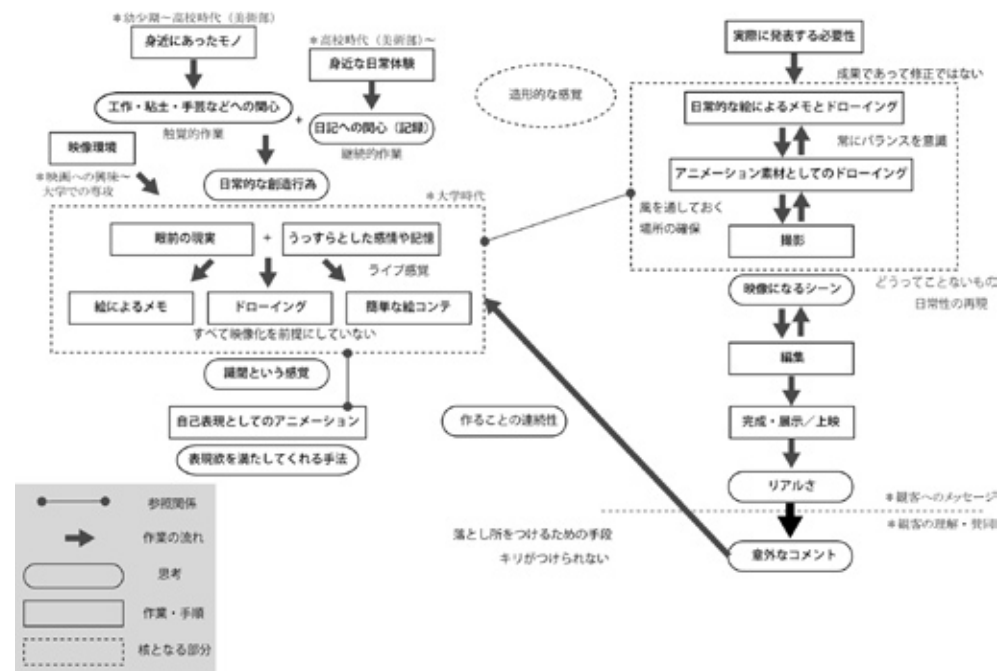 ＊幼少期～高校時代（美術部）
身近にあったモノ
＊高校時代（美術部）～
身近な日常体験
工作・粘土・手芸などへの関心
触覚的作業
+
日記への関心（記録）
継続的作業
映像環境
＊映画への興味～
大学での専攻
日常的な創造行為
＊大学時代
眼前の現実
+
うっすらとした感情や記憶
ライブ感覚
絵によるメモ
ドローイング
簡単な絵コンテ
すべて映像化を前提にしていない
という感覚
自己表現としてのアニメーション
表現欲を満たしてくれる手法
造形的な感覚
作ることの連続性
落とし所をつけるための手段
キリがつけられない
実際に発表する必要性
成果であって修正ではない
日常的な絵によるメモとドローイング
常にバランスを意識
アニメーション素材としてのドローイング
風を通しておく
場所の確保
撮影
映像になるシーン
どうってことないもの
日常性の再現
編集
完成・展示／上映
リアルさ
＊観客へのメッセージ
＊観客の理解・賛同
意外なコメント
参照関係
作業の流れ
思考
作業・手順
核となる部分